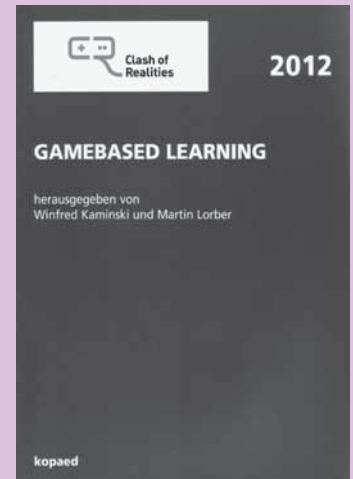 Clash of
Realities
2012
GAMEBASED LEARNING
herausgegeben von
Winfred Kaminski und Martin Lorber
kopaed